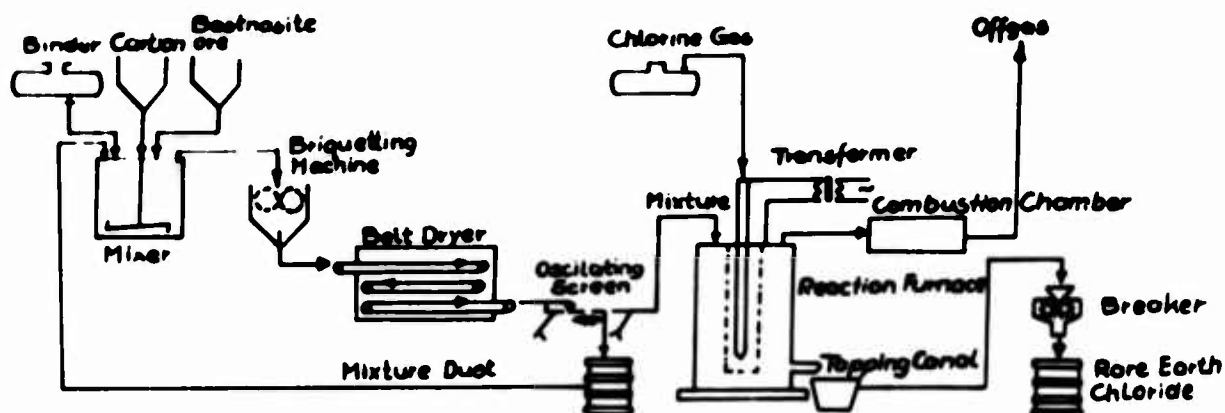 Bastnasite
Binder Carbon ore
Chlorine Gas
Offgas
Briquetting
Machine
Transformer
Mixture
Combustion Chamber
Mixer
Belt Dryer
Oscilating
Screen
Reaction Furnace
Breaker
Mixture Dust
Tapping Canal
Rare Earth
Chloride